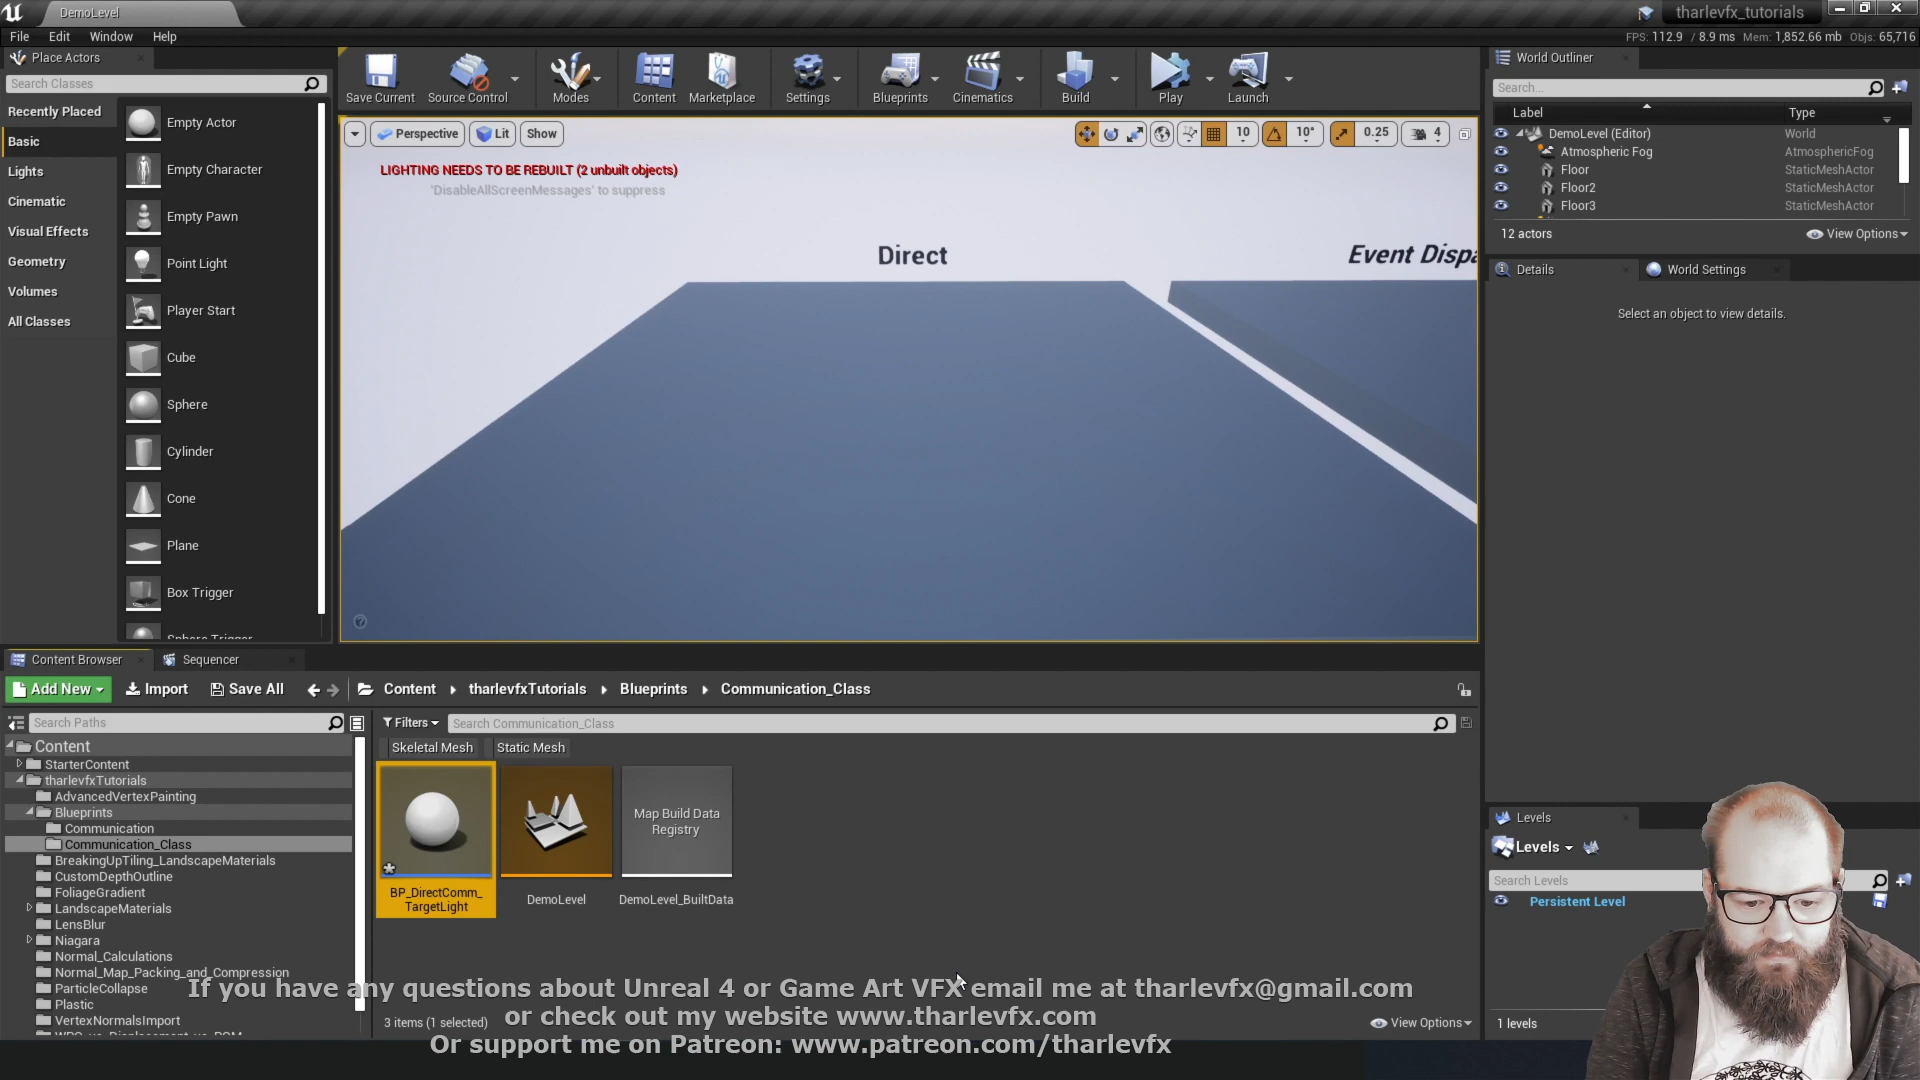 DemoLevel
tharlevfx_tutorials
File Edit Window Help
FPS: 112.9 / 8.9 ms Mem: 1,852.66 mb Objs: 65,716
Place Actors
Search Classes
Recently Placed
Basic
Lights
Cinematic
Visual Effects
Geometry
Volumes
All Classes
Empty Actor
Empty Character
Empty Pawn
Point Light
Player Start
Cube
Sphere
Cylinder
Cone
Plane
Box Trigger
Sphere Trigger
Save Current Source Control Modes Content Marketplace Settings Blueprints Cinematics Build Play Launch
Perspective Lit Show
10 10° 0.25 4
LIGHTING NEEDS TO BE REBUILT (2 unbuilt objects)
'DisableAllScreenMessages' to suppress
Direct
Event Dispa
World Outliner
Search...
Label Type
DemoLevel (Editor) World
Atmospheric Fog AtmosphericFog
Floor StaticMeshActor
Floor2 StaticMeshActor
Floor3 StaticMeshActor
12 actors View Options
Details World Settings
Select an object to view details.
Levels
Levels
Search Levels
Persistent Level
1 levels
Content Browser Sequencer
Add New Import Save All Content tharlevfxTutorials Blueprints Communication_Class
Search Paths
Content
StarterContent
tharlevfxTutorials
AdvancedVertexPainting
Blueprints
Communication
Communication_Class
BreakingUpTiling_LandscapeMaterials
CustomDepthOutline
FoliageGradient
LandscapeMaterials
LensBlur
Niagara
Normal_Calculations
Normal_Map_Packing_and_Compression
ParticleCollapse
Plastic
VertexNormalsImport
Filters Search Communication_Class
Skeletal Mesh Static Mesh
Map Build Data
Registry
BP_DirectComm_
TargetLight
DemoLevel
DemoLevel_BuiltData
3 items (1 selected)
View Options
If you have any questions about Unreal 4 or Game Art VFX email me at tharlevfx@gmail.com
or check out my website www.tharlevfx.com
Or support me on Patreon: www.patreon.com/tharlevfx